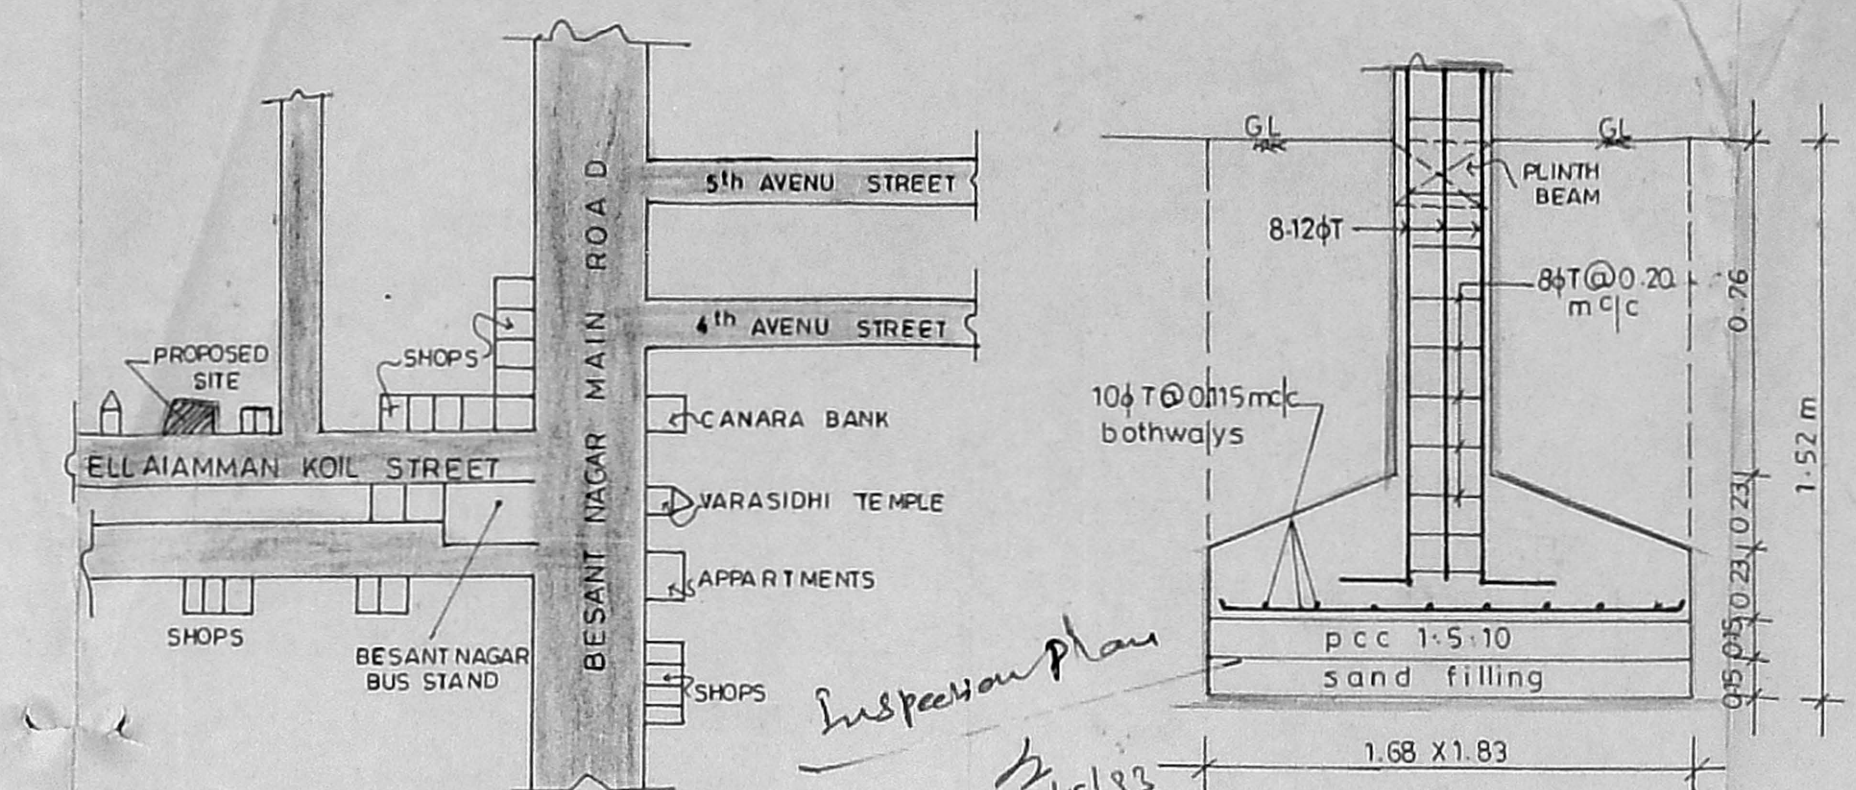 5th AVENU STREET
4th AVENU STREET
BESANT NAGAR MAIN ROAD
PROPOSED
SITE
SHOPS
ELLAIAMMAN KOIL STREET
CANARA BANK
VARASIDHI TEMPLE
APPARTMENTS
SHOPS
BESANT NAGAR
BUS STAND
SHOPS
Inspection plan
GL
GL
PLINTH
BEAM
8-12ϕT
8ϕT@0.20
m c/c
10ϕT@0.115mc/c
bothways
pcc 1:5:10
sand filling
0.76
0.23
0.23
0.15
0.15
1.52 m
1.68 X 1.83